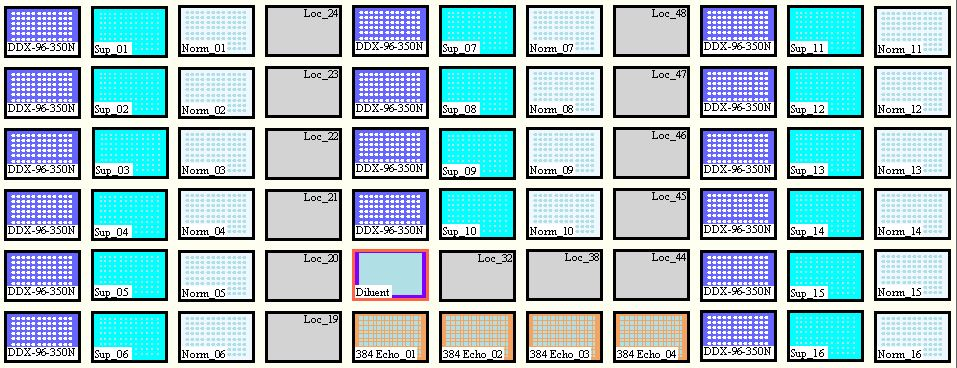 DDX-96-350N Sup_01 Norm_01 Loc_24 DDX-96-350N Sup_07 Norm_07 Loc_48 DDX-96-350N Sup_11 Norm_11
DDX-96-350N Sup_02 Norm_02 Loc_23 DDX-96-350N Sup_08 Norm_08 Loc_47 DDX-96-350N Sup_12 Norm_12
DDX-96-350N Sup_03 Norm_03 Loc_22 DDX-96-350N Sup_09 Norm_09 Loc_46 DDX-96-350N Sup_13 Norm_13
DDX-96-350N Sup_04 Norm_04 Loc_21 DDX-96-350N Sup_10 Norm_10 Loc_45 DDX-96-350N Sup_14 Norm_14
DDX-96-350N Sup_05 Norm_05 Loc_20 Diluent Loc_32 Loc_38 Loc_44 DDX-96-350N Sup_15 Norm_15
DDX-96-350N Sup_06 Norm_06 Loc_19 384 Echo_01 384 Echo_02 384 Echo_03 384 Echo_04 DDX-96-350N Sup_16 Norm_16